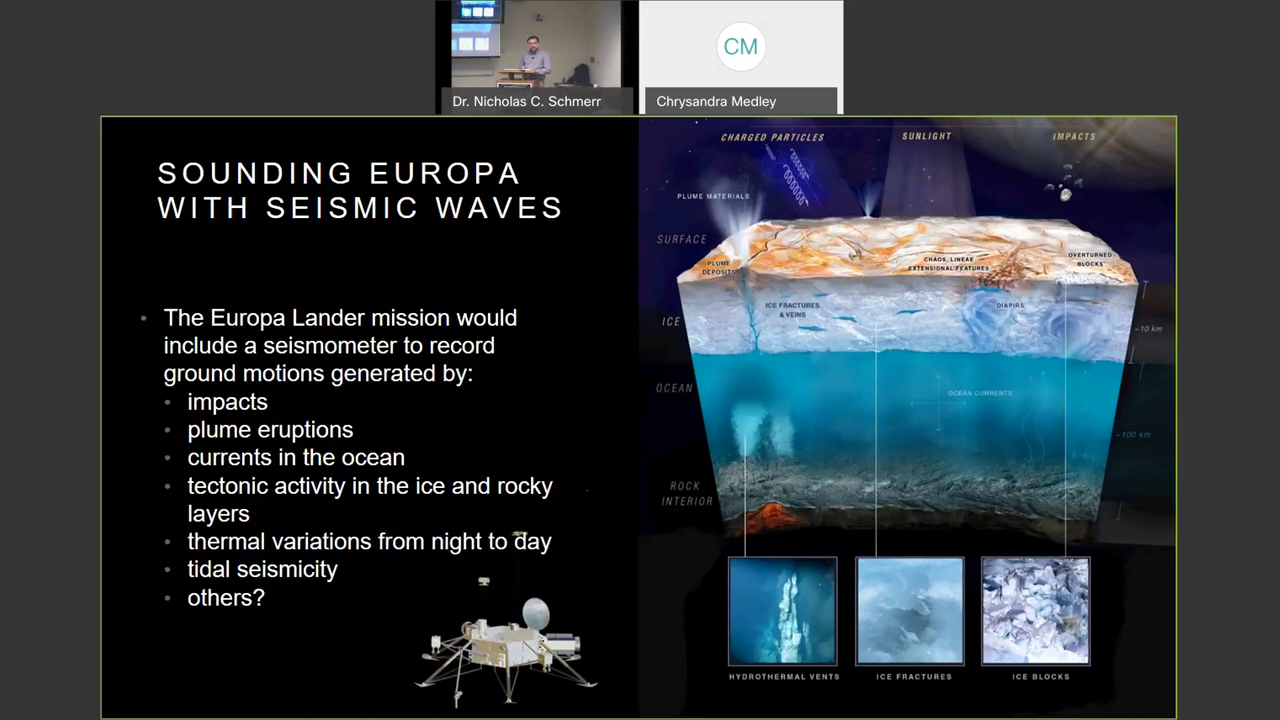 CM
Dr. Nicholas C. Schmerr
Chrysandra Medley
SOUNDING EUROPA
WITH SEISMIC WAVES
• The Europa Lander mission would
include a seismometer to record
ground motions generated by:
• impacts
• plume eruptions
• currents in the ocean
• tectonic activity in the ice and rocky
layers
• thermal variations from night to day
• tidal seismicity
• others?
CHARGED PARTICLES
SUNLIGHT
IMPACTS
PLUME MATERIALS
SURFACE
PLUME
DEPOSITS
CHAOS, LINEAE
EXTENSIONAL FEATURES
OVERTURNED
BLOCKS
ICE
ICE FRACTURES
& VEINS
DIAPIRS
~10 km
OCEAN
OCEAN CURRENTS
~100 km
ROCK
INTERIOR
HYDROTHERMAL VENTS
ICE FRACTURES
ICE BLOCKS